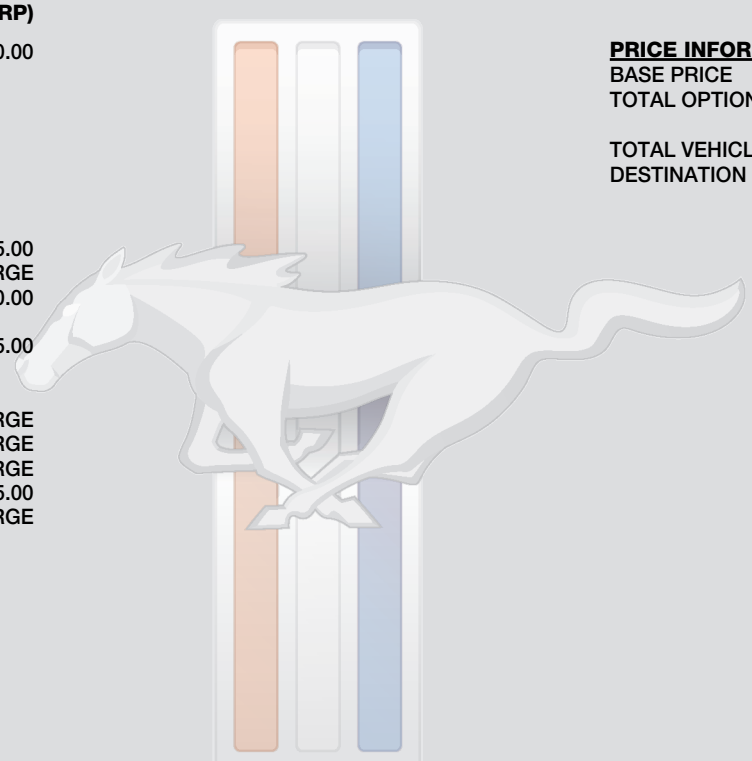 RP)
0.00
5.00
RGE
0.00
5.00
RGE
RGE
RGE
5.00
RGE
PRICE INFOR
BASE PRICE
TOTAL OPTION
TOTAL VEHICL
DESTINATION